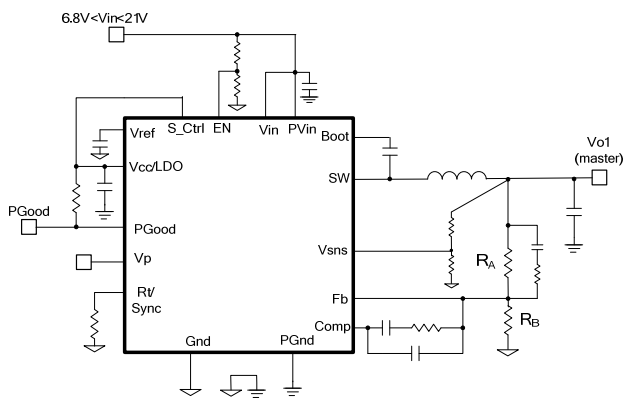 6.8V<Vin<21V
S_Ctrl EN Vin PVin
Vref
Boot
Vcc/LDO
SW
Vo1
(master)
PGood
PGood
Vsns
RA
Vp
Rt/
Sync
Fb
RB
Comp
Gnd PGnd